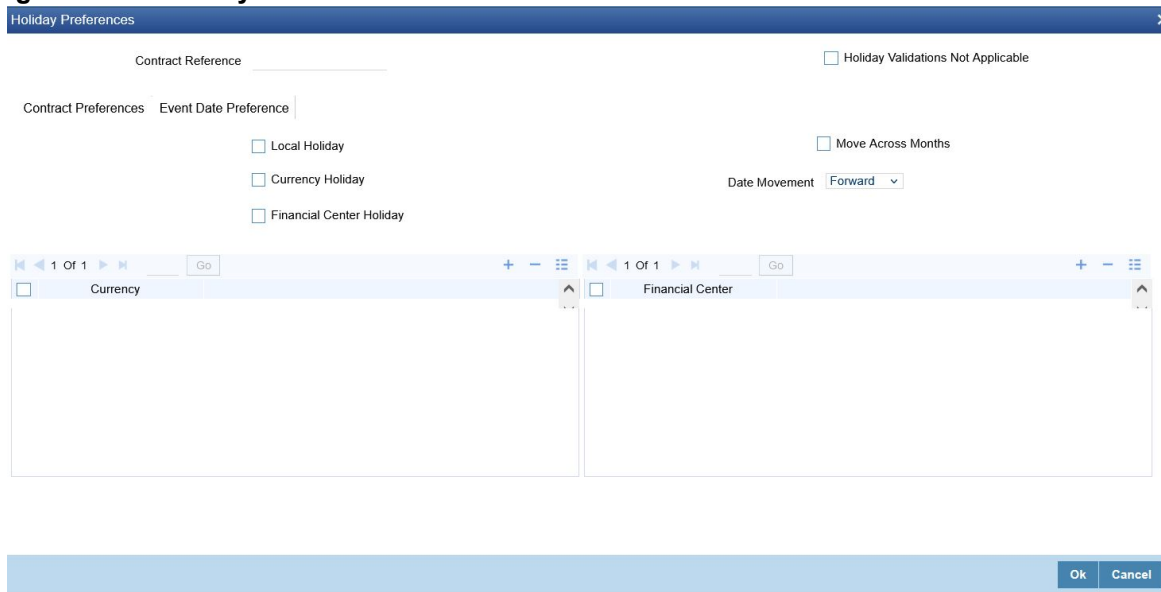 Holiday Preferences
Contract Reference
Holiday Validations Not Applicable
Contract Preferences Event Date Preference
Local Holiday
Move Across Months
Currency Holiday
Date Movement Forward
Financial Center Holiday
1 Of 1 Go 1 Of 1 Go
Currency Financial Center
Ok Cancel